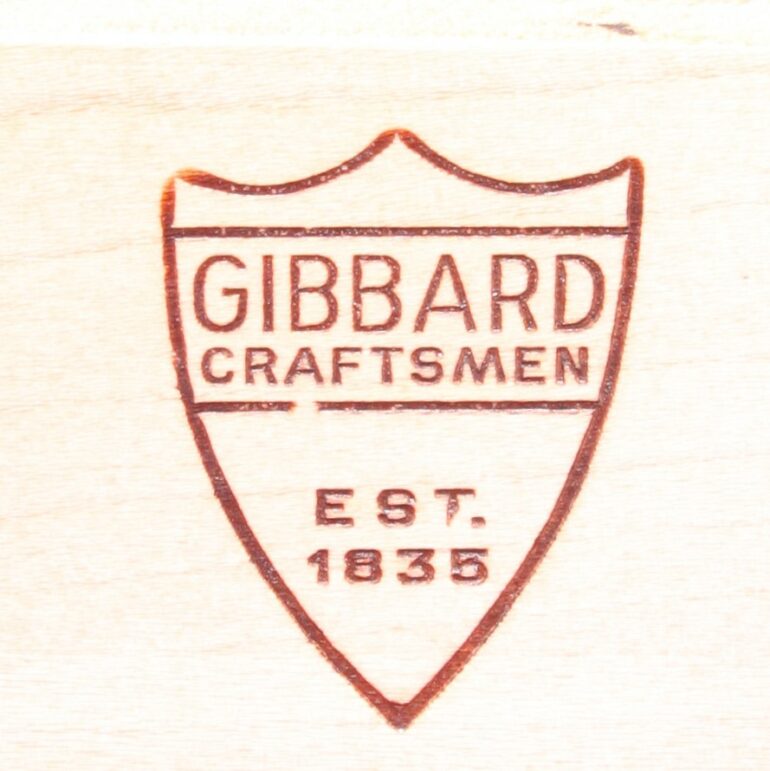 GIBBARD
CRAFTSMEN
EST.
1835